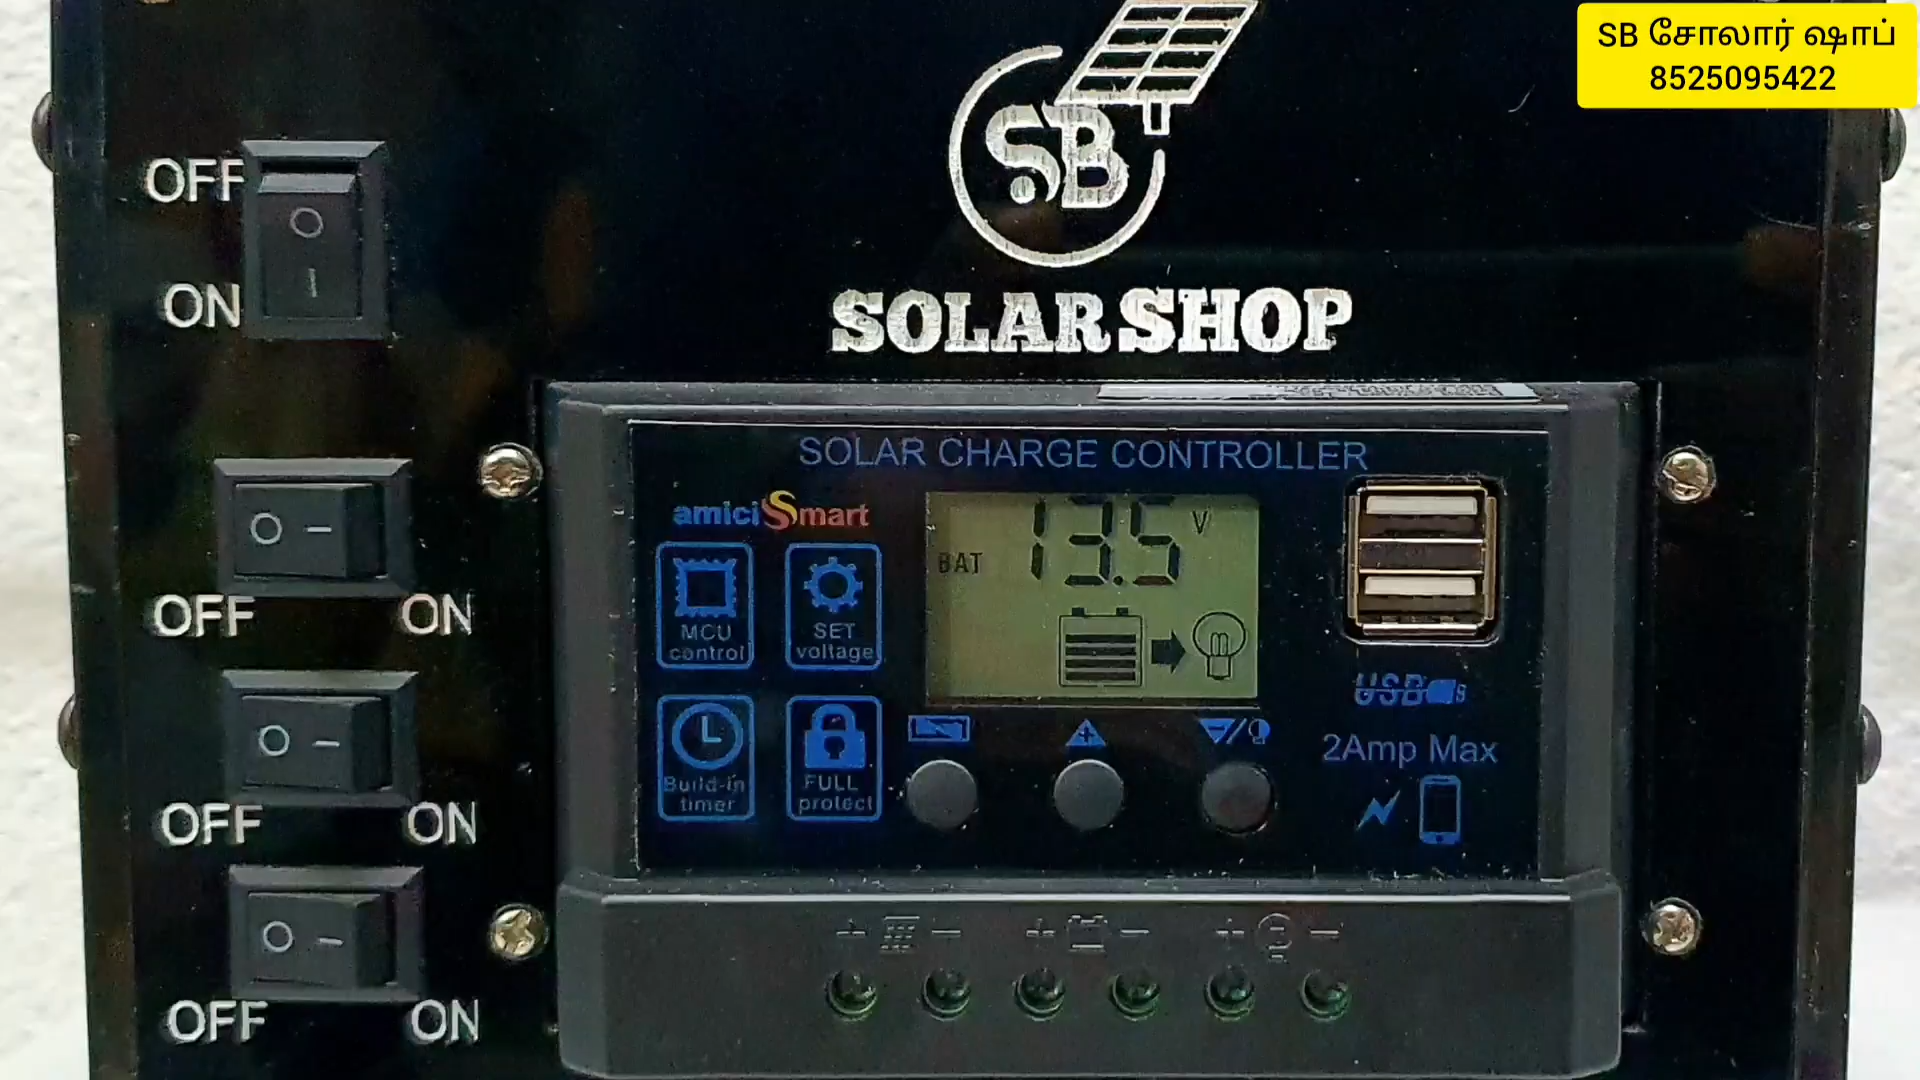 SB சோலார் ஷாப்
8525095422
SB
SOLAR SHOP
OFF
ON
SOLAR CHARGE CONTROLLER
amiciSmart
13.5 V
BAT
MCU
control
SET
voltage
OFF ON
USB
2Amp Max
Build-in
timer
FULL
protect
OFF ON
OFF ON